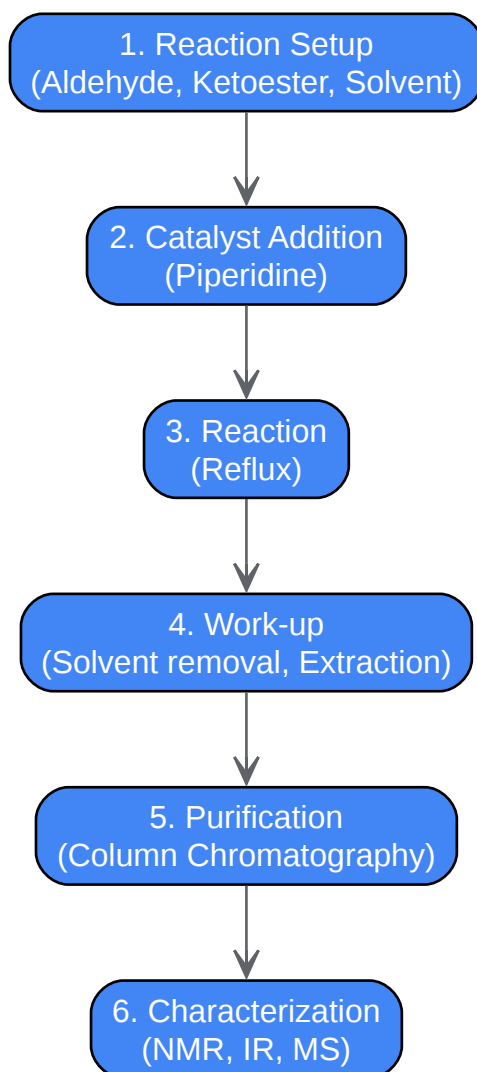 1. Reaction Setup
(Aldehyde, Ketoester, Solvent)
2. Catalyst Addition
(Piperidine)
3. Reaction
(Reflux)
4. Work-up
(Solvent removal, Extraction)
5. Purification
(Column Chromatography)
6. Characterization
(NMR, IR, MS)